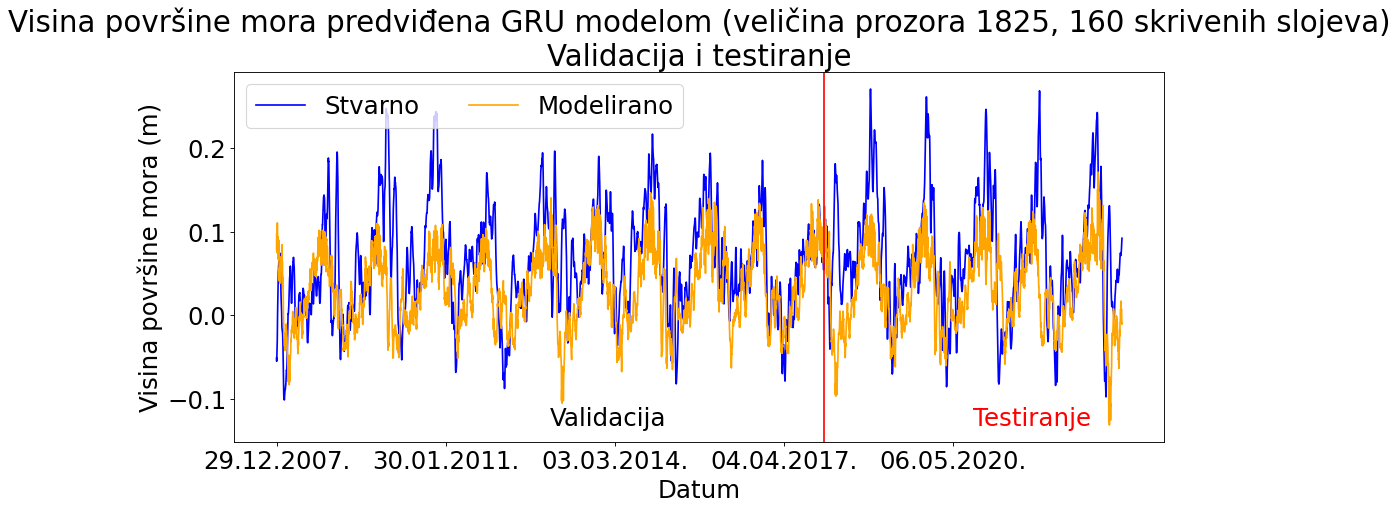 Visina površine mora predviđena GRU modelom (veličina prozora 1825, 160 skrivenih slojeva)
Validacija i testiranje
Stvarno
Modelirano
Visina površine mora (m)
0.2
0.1
0.0
−0.1
Validacija
Testiranje
29.12.2007.
30.01.2011.
03.03.2014.
04.04.2017.
06.05.2020.
Datum